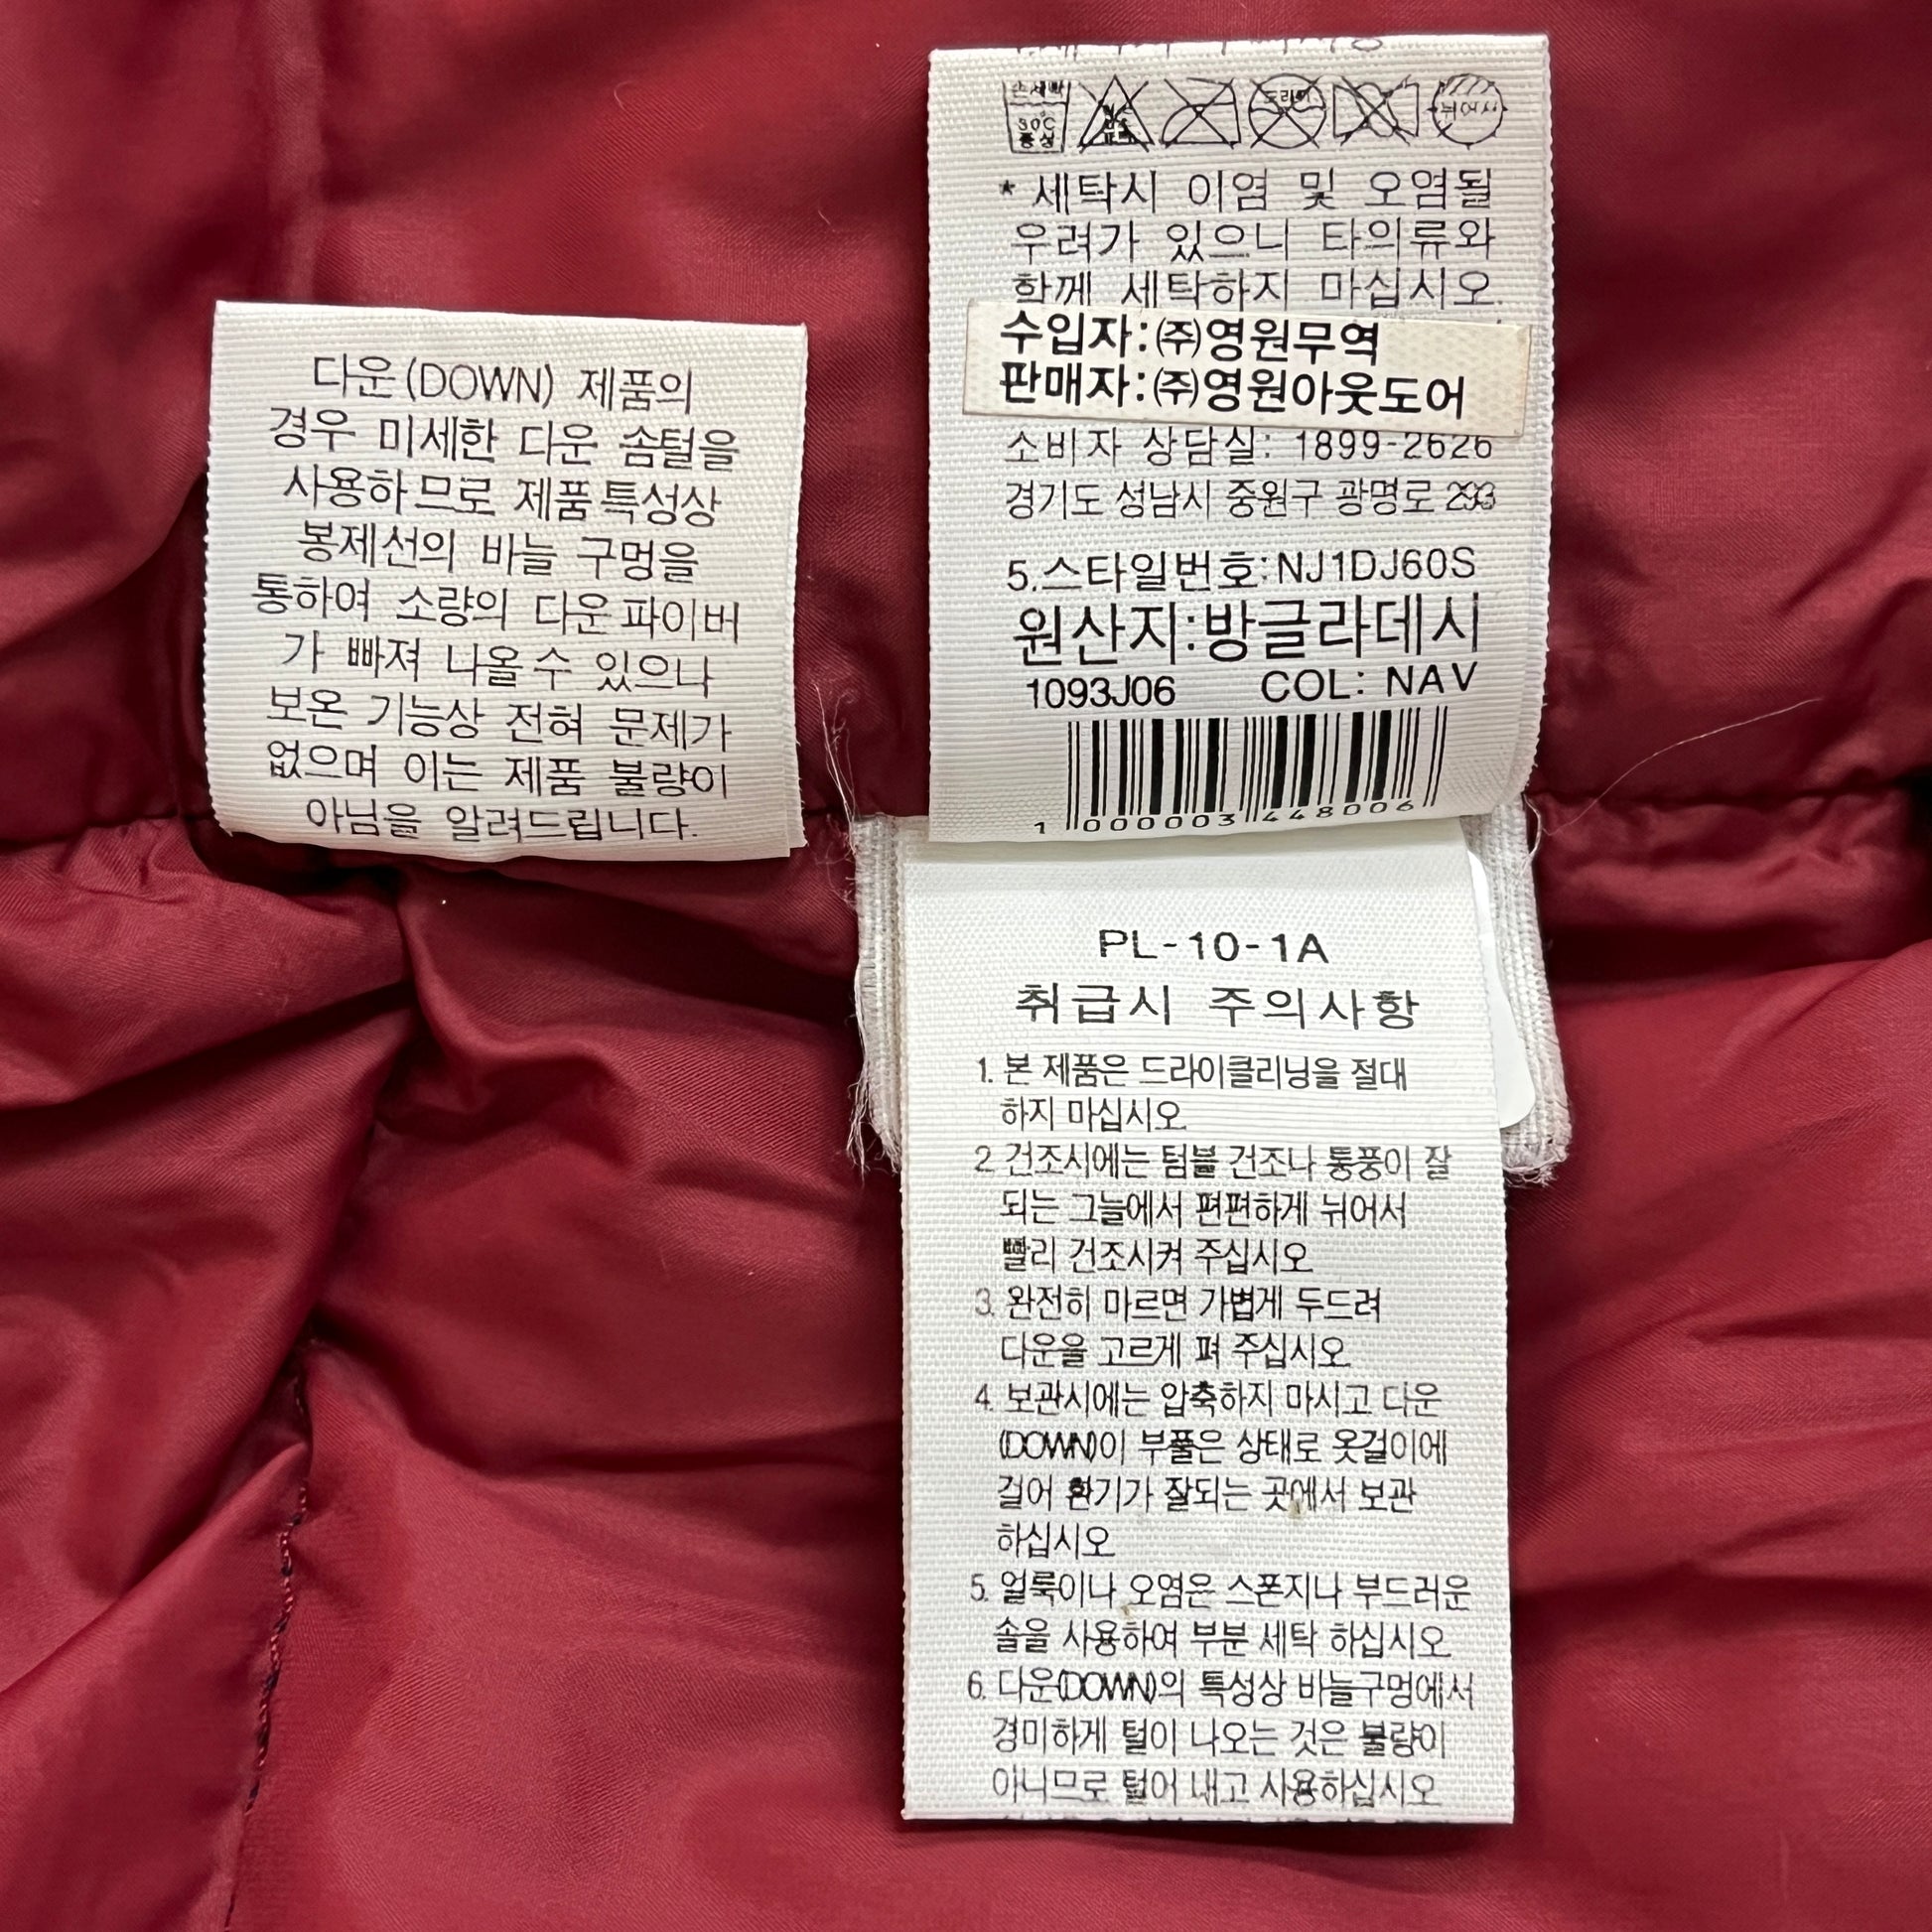 다운(DOWN) 제품의
경우 미세한 다운 솜털을
사용하므로 제품특성상
봉제선의 바늘 구멍을
통하여 소량의 다운파이버
가 빠져 나올수 있으나
보온 기능상 전혀 문제가
없으며 이는 제품 불량이
아님을 알려드립니다.
손세탁
30℃
중성
드라이
뉘어서
* 세탁시 이염 및 오염될
우려가 있으니 타의류와
함께 세탁하지 마십시오.
수입자:㈜영원무역
판매자:㈜영원아웃도어
소비자 상담실: 1899-2626
경기도 성남시 중원구 광명로 293
5.스타일번호:NJ1DJ60S
원산지:방글라데시
1093J06 COL: NAV
1 000003 448006
PL-10-1A
취급시 주의사항
1. 본 제품은 드라이클리닝을 절대
하지 마십시오
2. 건조시에는 텀블 건조나 통풍이 잘
되는 그늘에서 편편하게 뉘어서
빨리 건조시켜 주십시오
3. 완전히 마르면 가볍게 두드려
다운을 고르게 펴 주십시오
4. 보관시에는 압축하지 마시고 다운
(DOWN)이 부풀은 상태로 옷걸이에
걸어 환기가 잘되는 곳에서 보관
하십시오
5. 얼룩이나 오염은 스폰지나 부드러운
솔을 사용하여 부분 세탁 하십시오
6. 다운(DOWN)의 특성상 바늘구멍에서
경미하게 털이 나오는 것은 불량이
아니므로 털어 내고 사용하십시오